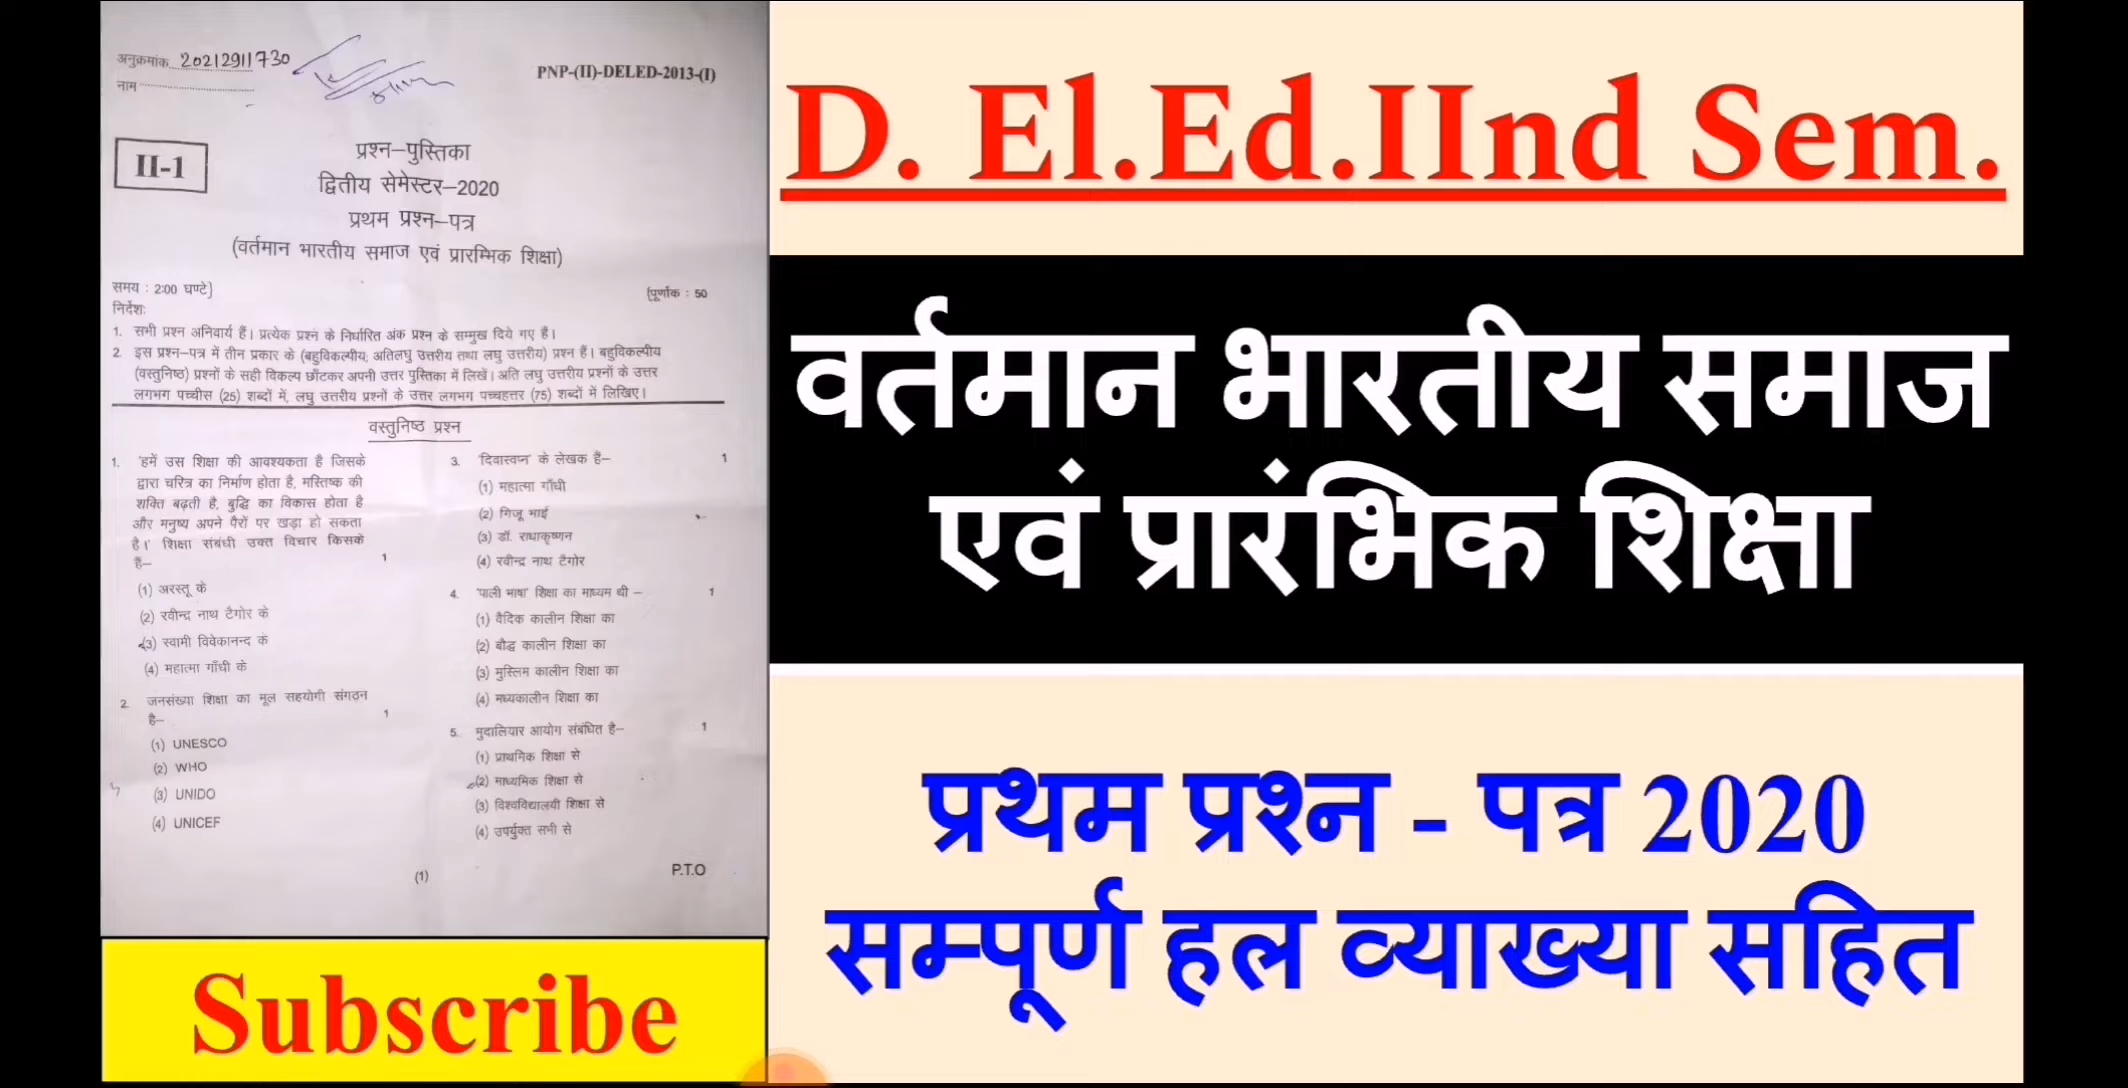 अनुक्रमांक 20212911730
नाम
PNP-(II)-DELED-2013-(I)
II-1
प्रश्न–पुस्तिका
द्वितीय सेमेस्टर–2020
प्रथम प्रश्न–पत्र
(वर्तमान भारतीय समाज एवं प्रारम्भिक शिक्षा)
समय : 2:00 घण्टे]
[पूर्णांक : 50
निर्देशः
1. सभी प्रश्न अनिवार्य हैं। प्रत्येक प्रश्न के निर्धारित अंक प्रश्न के सम्मुख दिये गए हैं।
2. इस प्रश्न–पत्र में तीन प्रकार के (बहुविकल्पीय, अतिलघु उत्तरीय तथा लघु उत्तरीय) प्रश्न हैं। बहुविकल्पीय
(वस्तुनिष्ठ) प्रश्नों के सही विकल्प छाँटकर अपनी उत्तर पुस्तिका में लिखें। अति लघु उत्तरीय प्रश्नों के उत्तर
लगभग पच्चीस (25) शब्दों में, लघु उत्तरीय प्रश्नों के उत्तर लगभग पच्चहत्तर (75) शब्दों में लिखिए।
वस्तुनिष्ठ प्रश्न
1. 'हमें उस शिक्षा की आवश्यकता है जिसके
द्वारा चरित्र का निर्माण होता है, मस्तिष्क की
शक्ति बढ़ती है, बुद्धि का विकास होता है
और मनुष्य अपने पैरों पर खड़ा हो सकता
है।' शिक्षा संबंधी उक्त विचार किसके
हैं– 1
(1) अरस्तू के
(2) रवीन्द्र नाथ टैगोर के
(3) स्वामी विवेकानन्द के
(4) महात्मा गाँधी के
2. जनसंख्या शिक्षा का मूल सहयोगी संगठन
है– 1
(1) UNESCO
(2) WHO
(3) UNIDO
(4) UNICEF
3. 'दिवास्वप्न' के लेखक हैं– 1
(1) महात्मा गाँधी
(2) गिजू भाई
(3) डॉ. राधाकृष्णन
(4) रवीन्द्र नाथ टैगोर
4. 'पाली भाषा' शिक्षा का माध्यम थी – 1
(1) वैदिक कालीन शिक्षा का
(2) बौद्ध कालीन शिक्षा का
(3) मुस्लिम कालीन शिक्षा का
(4) मध्यकालीन शिक्षा का
5. मुदालियार आयोग संबंधित है– 1
(1) प्राथमिक शिक्षा से
(2) माध्यमिक शिक्षा से
(3) विश्वविद्यालयी शिक्षा से
(4) उपर्युक्त सभी से
(1)
P.T.O
Subscribe
D. El.Ed.IInd Sem.
वर्तमान भारतीय समाज
एवं प्रारंभिक शिक्षा
प्रथम प्रश्न - पत्र 2020
सम्पूर्ण हल व्याख्या सहित